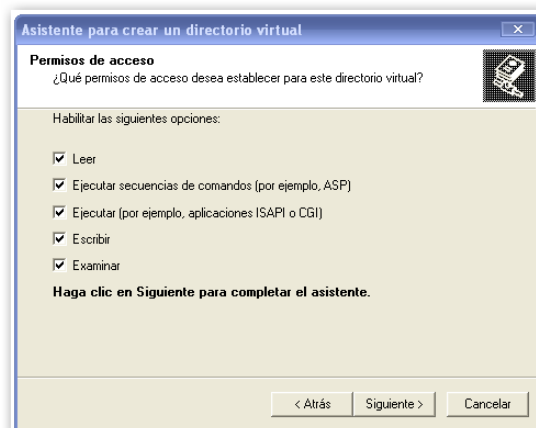 Asistente para crear un directorio virtual
Permisos de acceso
¿Qué permisos de acceso desea establecer para este directorio virtual?
Habilitar las siguientes opciones:
Leer
Ejecutar secuencias de comandos (por ejemplo, ASP)
Ejecutar (por ejemplo, aplicaciones ISAPI o CGI)
Escribir
Examinar
Haga clic en Siguiente para completar el asistente.
< Atrás Siguiente > Cancelar